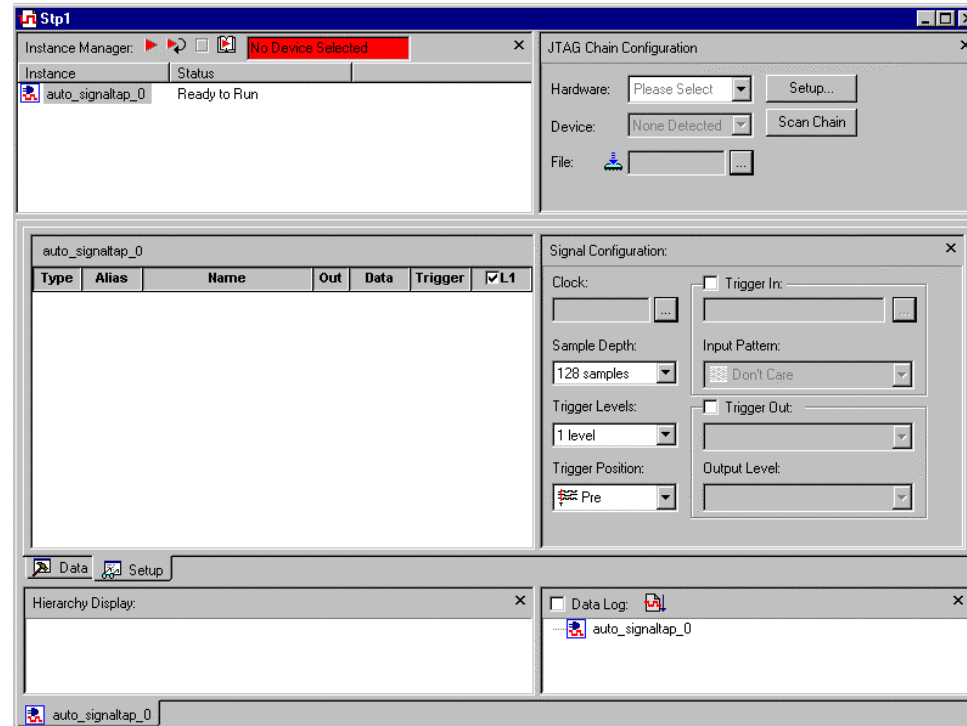 Stp1
Instance Manager: No Device Selected
Instance Status
auto_signaltap_0 Ready to Run
JTAG Chain Configuration
Hardware: Please Select Setup...
Device: None Detected Scan Chain
File: ...
auto_signaltap_0
Type Alias Name Out Data Trigger L1
Signal Configuration:
Clock: Trigger In:
... ...
Sample Depth: Input Pattern:
128 samples Don't Care
Trigger Levels: Trigger Out:
1 level
Trigger Position: Output Level:
Pre
Data Setup
Hierarchy Display:
Data Log:
auto_signaltap_0
auto_signaltap_0